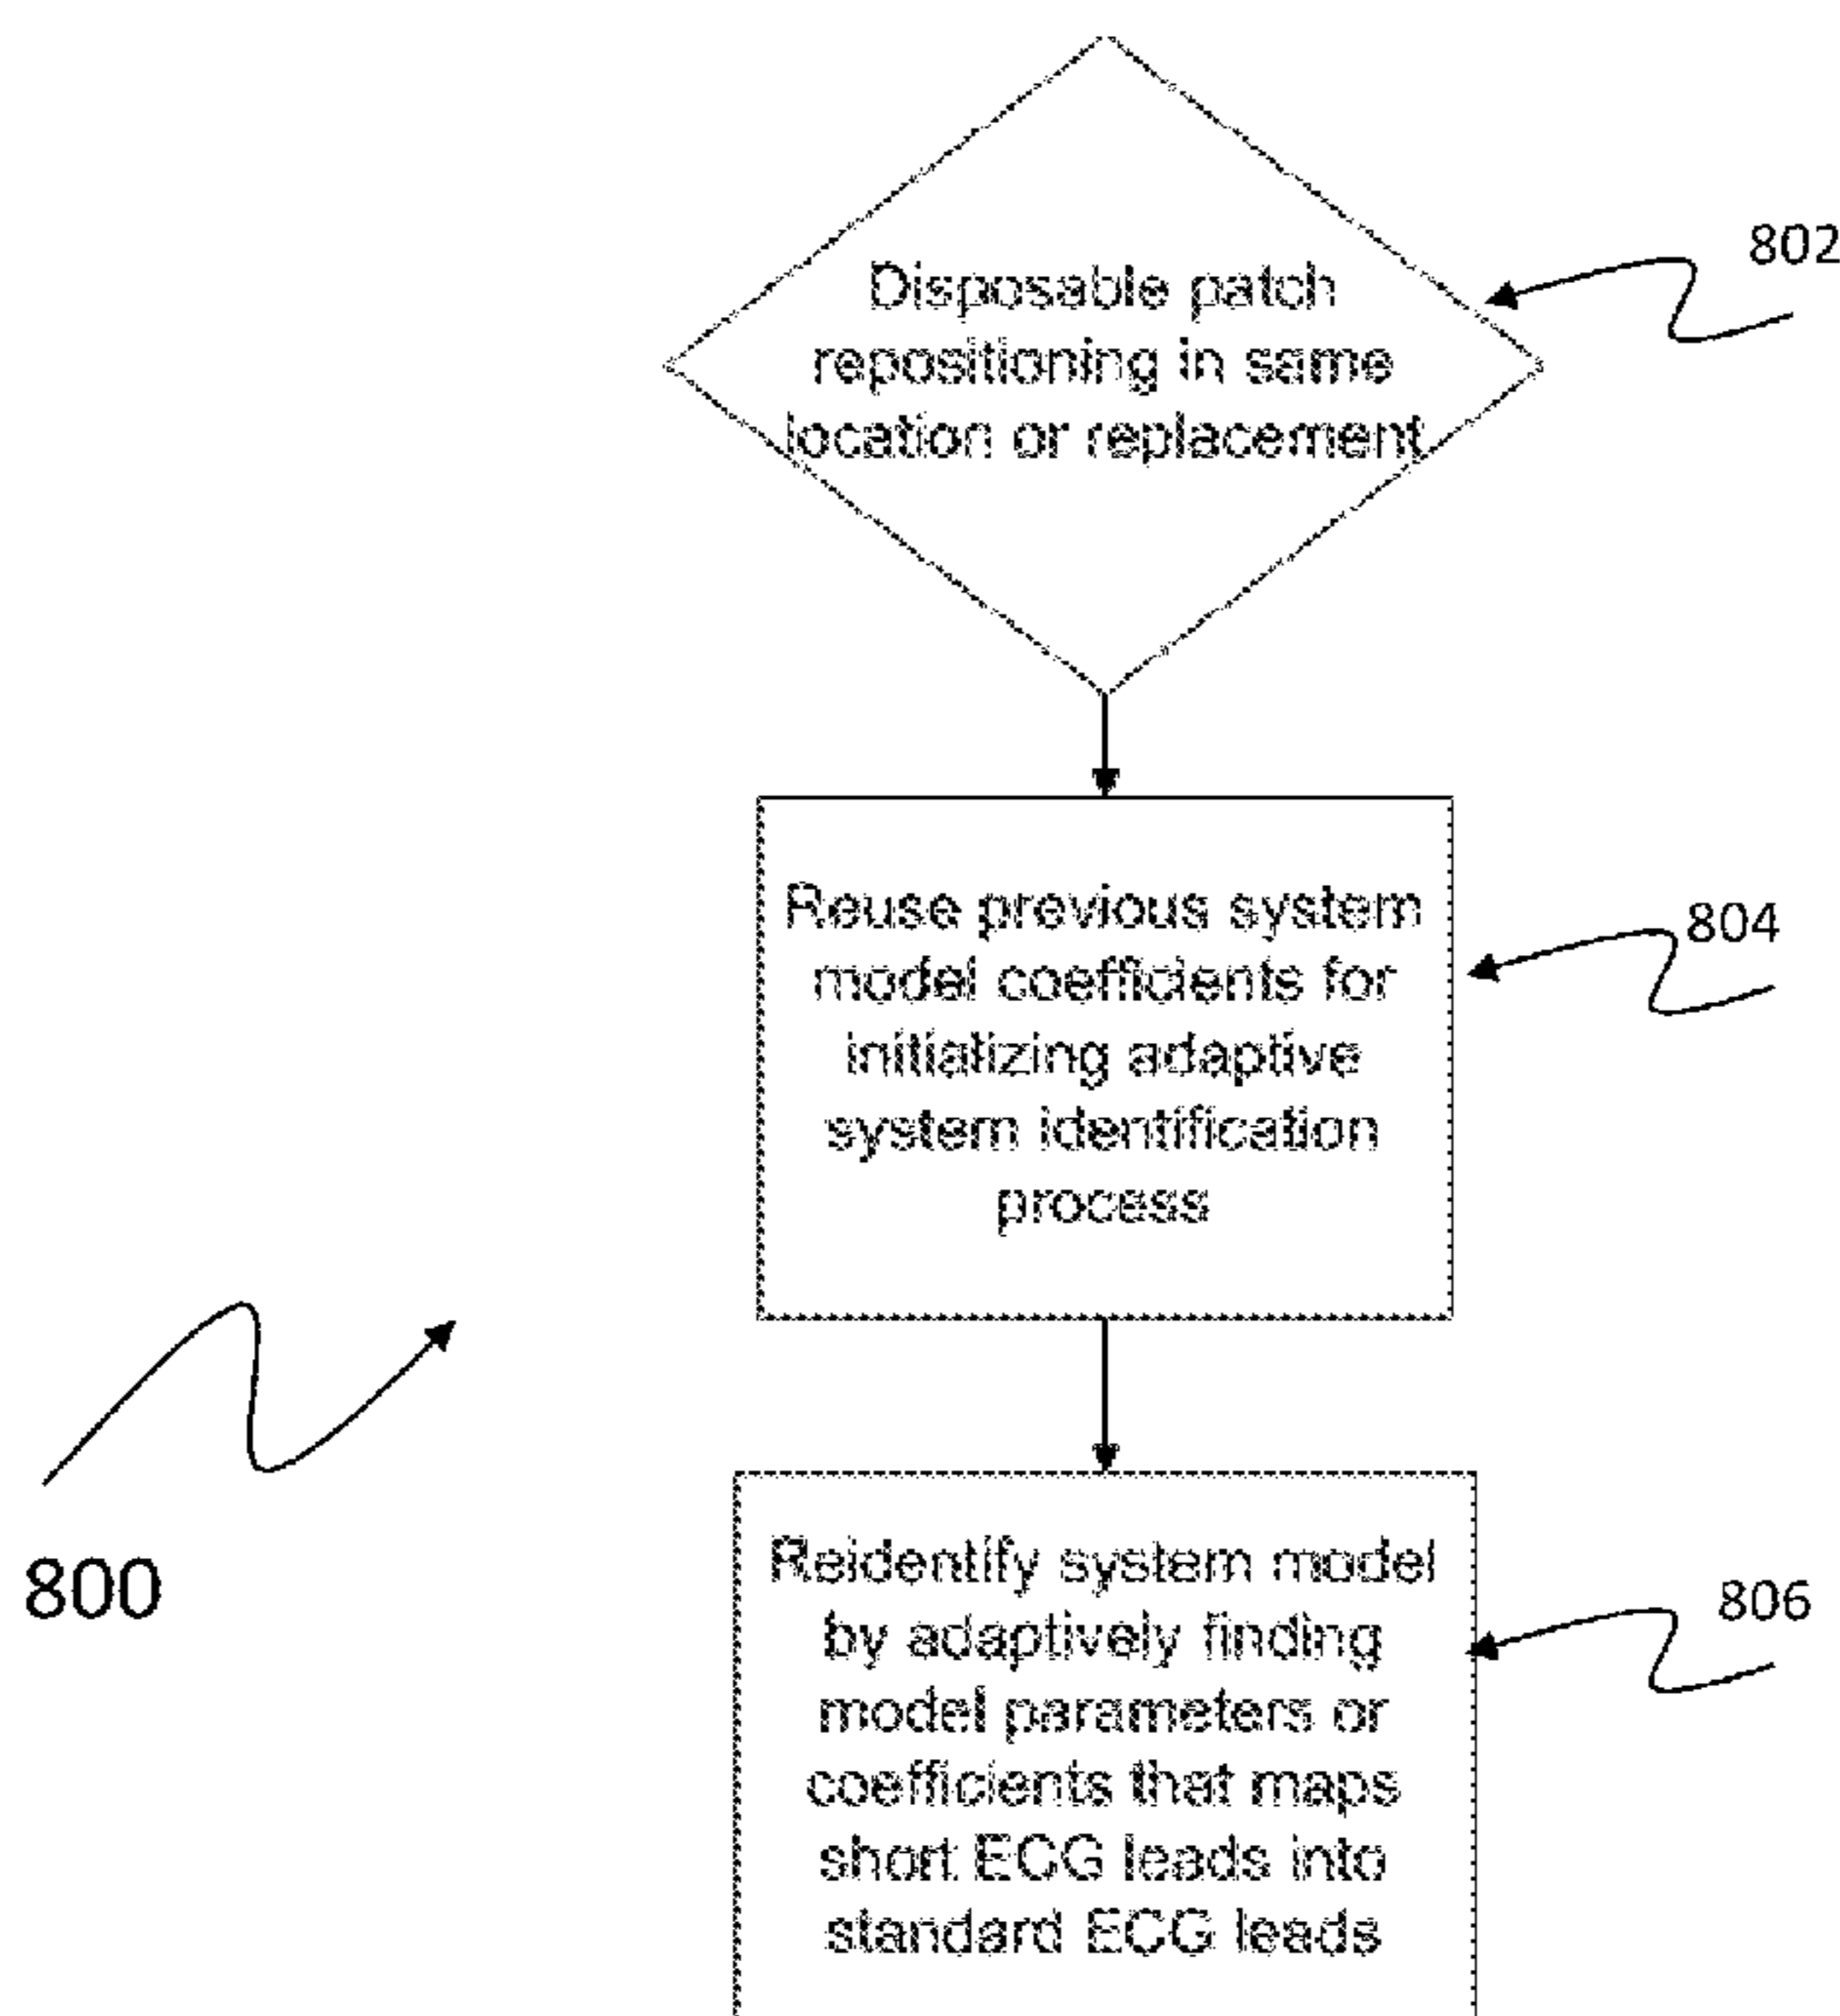 Disposable patch
repositioning in same
location or replacement
802
Reuse previous system
model coefficients for
initializing adaptive
system identification
process
804
800
Reidentify system model
by adaptively finding
model parameters or
coefficients that maps
short ECG leads into
standard ECG leads
806